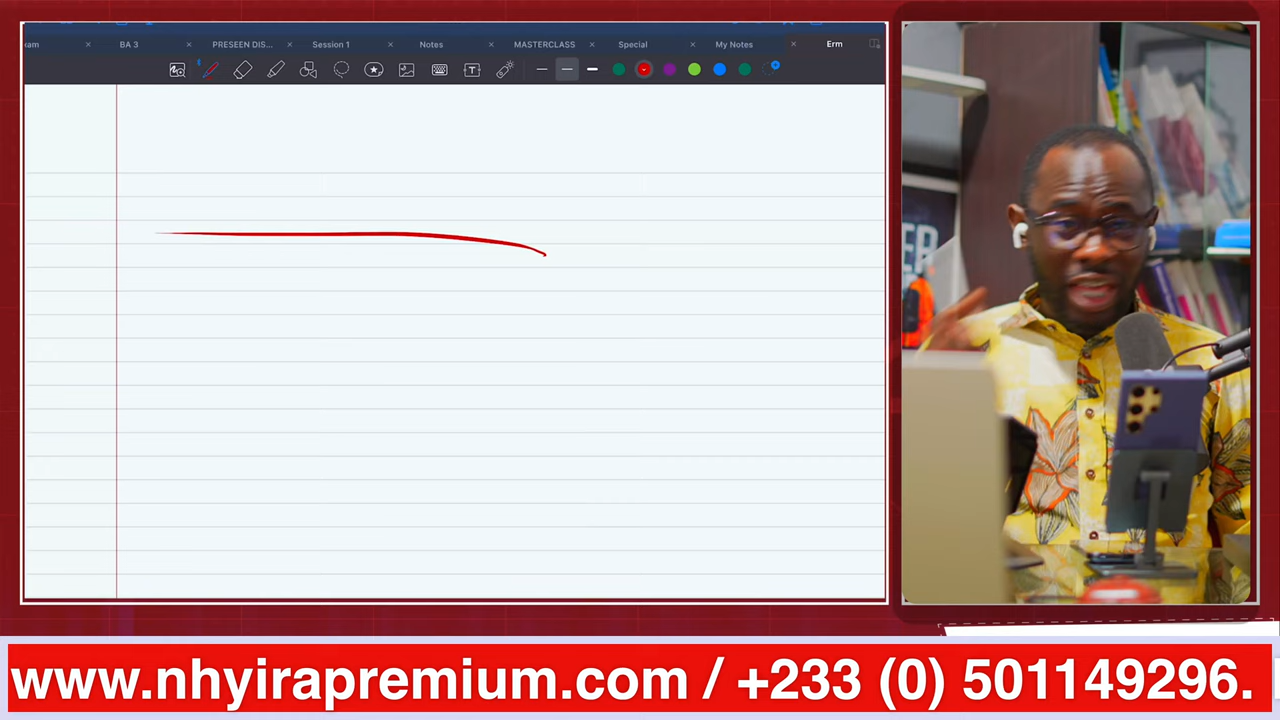 am
BA 3
PRESEEN DIS...
Session 1
Notes
MASTERCLASS
Special
My Notes
Erm
T
ER
www.nhyirapremium.com / +233 (0) 501149296.